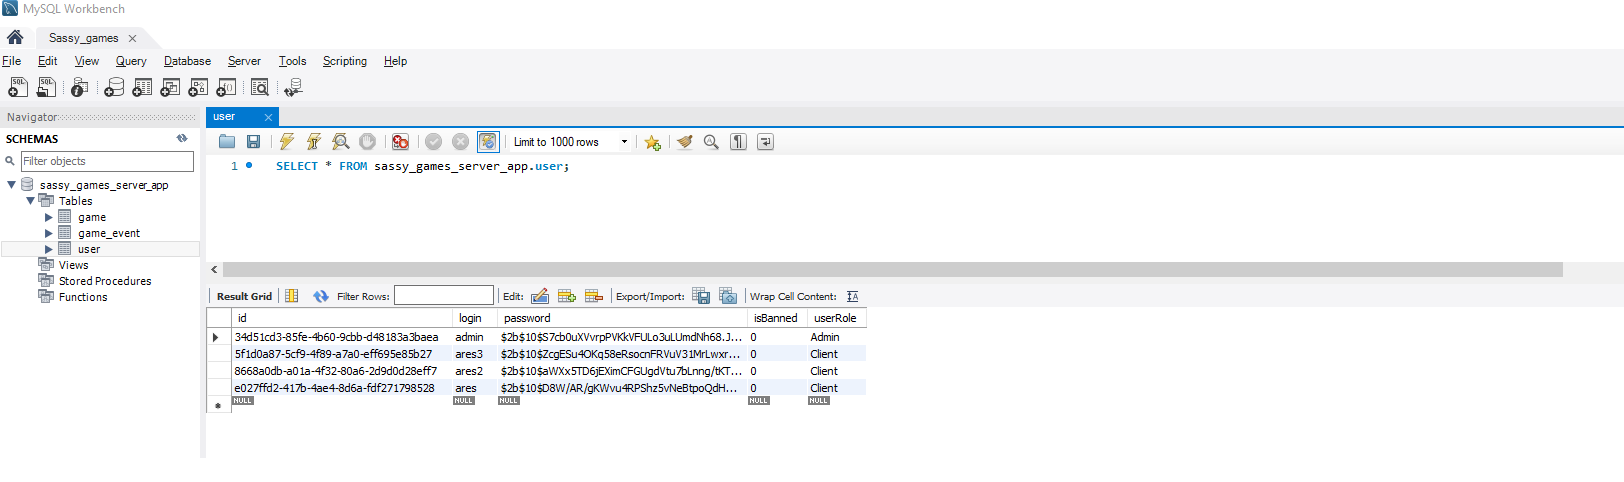 MySQL Workbench
Sassy_games
File Edit View Query Database Server Tools Scripting Help
Navigator
SCHEMAS
Filter objects
sassy_games_server_app
Tables
game
game_event
user
Views
Stored Procedures
Functions
user
Limit to 1000 rows
1 SELECT * FROM sassy_games_server_app.user;
Result Grid Filter Rows: Edit: Export/Import: Wrap Cell Content:
id login password isBanned userRole
34d51cd3-85fe-4b60-9cbb-d48183a3baea admin $2b$10$S7cb0uXVvrpPVKkVFULo3uLUmdNh68.J... 0 Admin
5f1d0a87-5cf9-4f89-a7a0-eff695e85b27 ares3 $2b$10$ZcgESu4OKq58eRsocnFRVuV31MrLwxr... 0 Client
8668a0db-a01a-4f32-80a6-2d9d0d28eff7 ares2 $2b$10$aWXx5TD6jEXimCFGUgdVtu7bLnng/tKT... 0 Client
e027ffd2-417b-4ae4-8d6a-fdf271798528 ares $2b$10$D8W/AR/gKWvu4RPShz5vNeBtpoQdH... 0 Client
NULL NULL NULL NULL NULL